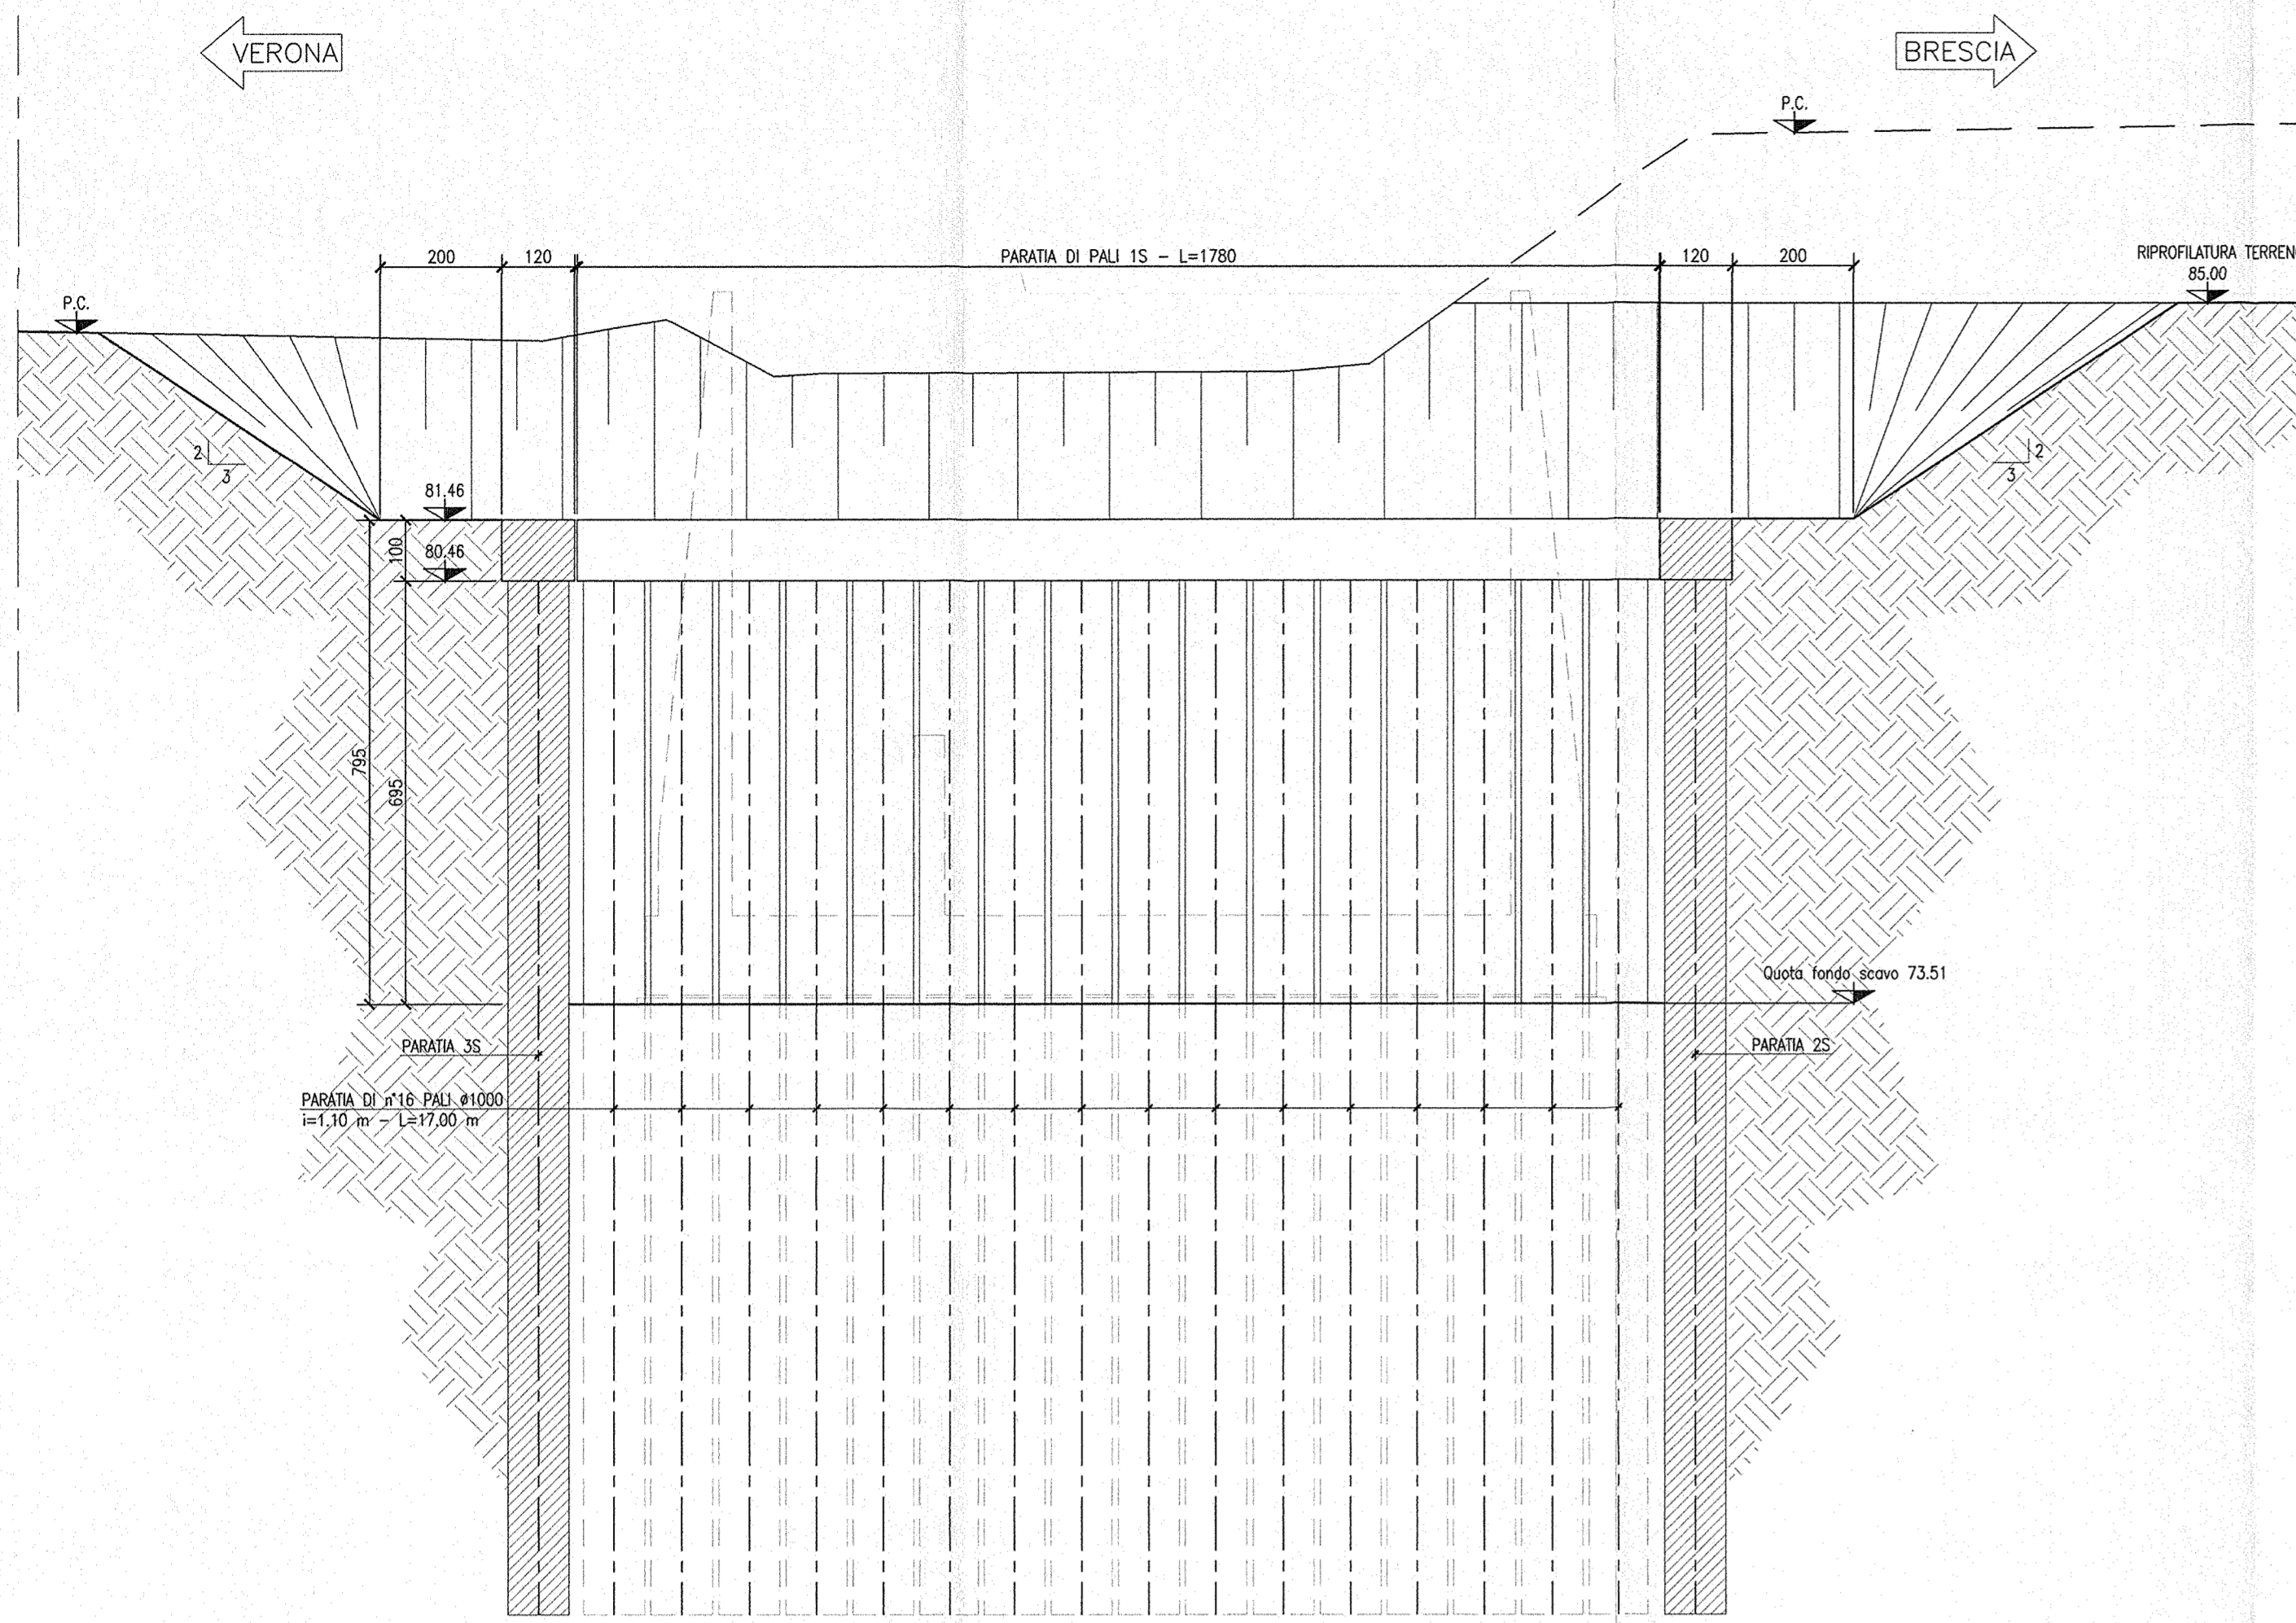 VERONA
BRESCIA
P.C.
200
120
PARATIA DI PALI 1S - L=1780
120
200
RIPROFILATURA TERREN
85.00
P.C.
2
3
2
3
81.46
100
80.46
795
695
Quota fondo scavo 73.51
PARATIA 3S
PARATIA 2S
PARATIA DI n°16 PALI ø1000
i=1.10 m - L=17.00 m